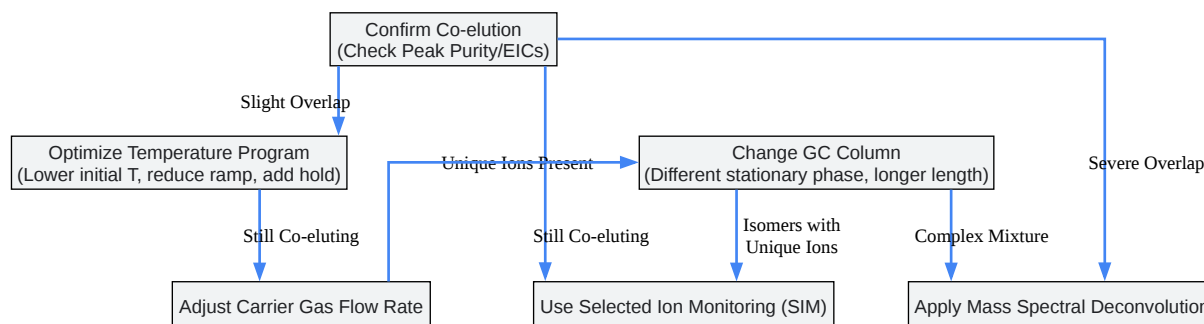 Confirm Co-elution
(Check Peak Purity/EICs)
Slight Overlap
Optimize Temperature Program
(Lower initial T, reduce ramp, add hold)
Unique Ions Present
Change GC Column
(Different stationary phase, longer length)
Severe Overlap
Still Co-eluting
Still Co-eluting
Isomers with
Unique Ions
Complex Mixture
Adjust Carrier Gas Flow Rate
Use Selected Ion Monitoring (SIM)
Apply Mass Spectral Deconvolution